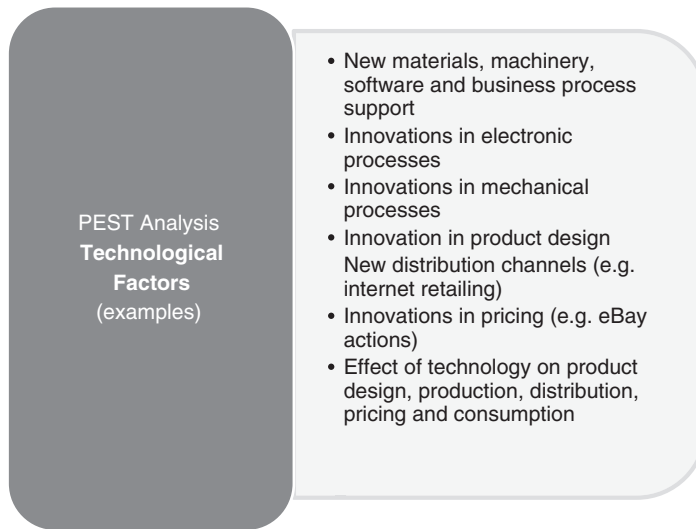 PEST Analysis
Technological
Factors
(examples)
• New materials, machinery,
software and business process
support
• Innovations in electronic
processes
• Innovations in mechanical
processes
• Innovation in product design
New distribution channels (e.g.
internet retailing)
• Innovations in pricing (e.g. eBay
actions)
• Effect of technology on product
design, production, distribution,
pricing and consumption